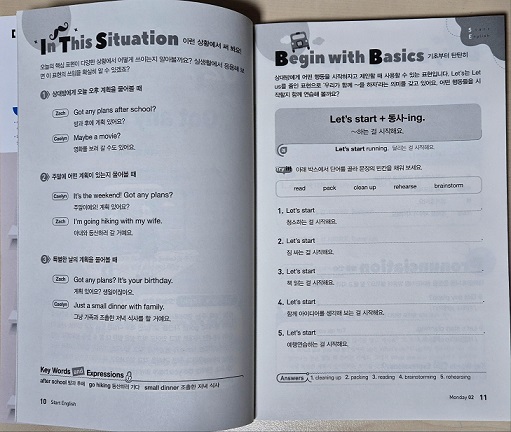 In This Situation 이런 상황에서 써 봐요!
오늘의 핵심 표현이 다양한 상황에서 어떻게 쓰이는지 알아볼까요? 실생활에서 응용해 보
면 이 표현의 쓰임을 확실히 알 수 있겠죠?
1 상대방에게 오늘 오후 계획을 물어볼 때
Zach Got any plans after school?
방과 후에 계획 있어요?
Caelyn Maybe a movie?
영화를 보러 갈 수도 있어요.
2 주말에 어떤 계획이 있는지 물어볼 때
Caelyn It's the weekend! Got any plans?
주말이에요! 계획 있어요?
Zach I'm going hiking with my wife.
아내와 등산하러 갈 거예요.
3 특별한 날의 계획을 물어볼 때
Zach Got any plans? It's your birthday.
계획 있어요? 생일이잖아요.
Caelyn Just a small dinner with family.
그냥 가족과 조촐한 저녁 식사를 할 거예요.
Key Words and Expressions
after school 방과 후에 go hiking 등산하러 가다 small dinner 조촐한 저녁 식사
10 Start English
Start English
Begin with Basics 기초부터 탄탄히
상대방에게 어떤 행동을 시작하자고 제안할 때 사용할 수 있는 표현입니다. Let's는 Let
us를 줄인 표현으로 '우리가 함께 ~을 하자'라는 의미를 갖고 있어요. 어떤 행동들을 시
작할지 함께 연습해 볼까요?
Let's start + 동사-ing.
~하는 걸 시작해요.
Let's start running. 달리는 걸 시작해요.
아래 박스에서 단어를 골라 문장의 빈칸을 채워 보세요.
read pack clean up rehearse brainstorm
1. Let's start
청소하는 걸 시작해요.
2. Let's start
짐 싸는 걸 시작해요.
3. Let's start
책 읽는 걸 시작해요.
4. Let's start
함께 아이디어를 생각해 보는 걸 시작해요.
5. Let's start
예행연습하는 걸 시작해요.
Answers 1. cleaning up 2. packing 3. reading 4. brainstorming 5. rehearsing
Monday 02 11